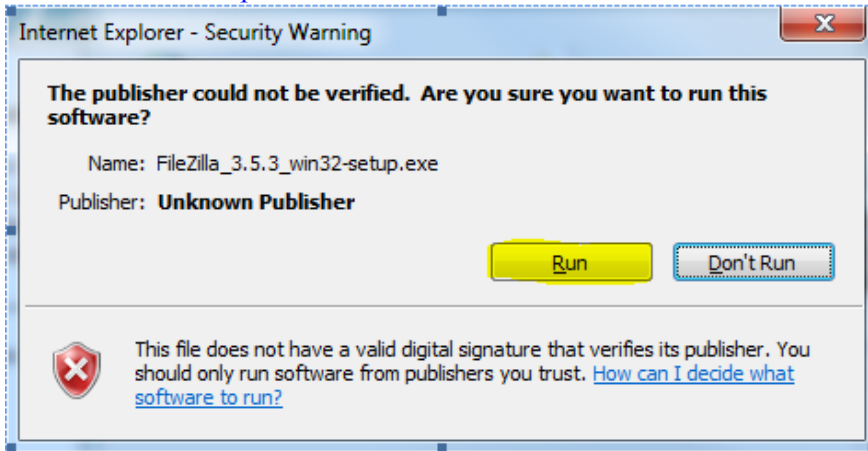 Internet Explorer - Security Warning
The publisher could not be verified. Are you sure you want to run this
software?
Name: FileZilla_3.5.3_win32-setup.exe
Publisher: Unknown Publisher
Run
Don't Run
This file does not have a valid digital signature that verifies its publisher. You
should only run software from publishers you trust. How can I decide what
software to run?